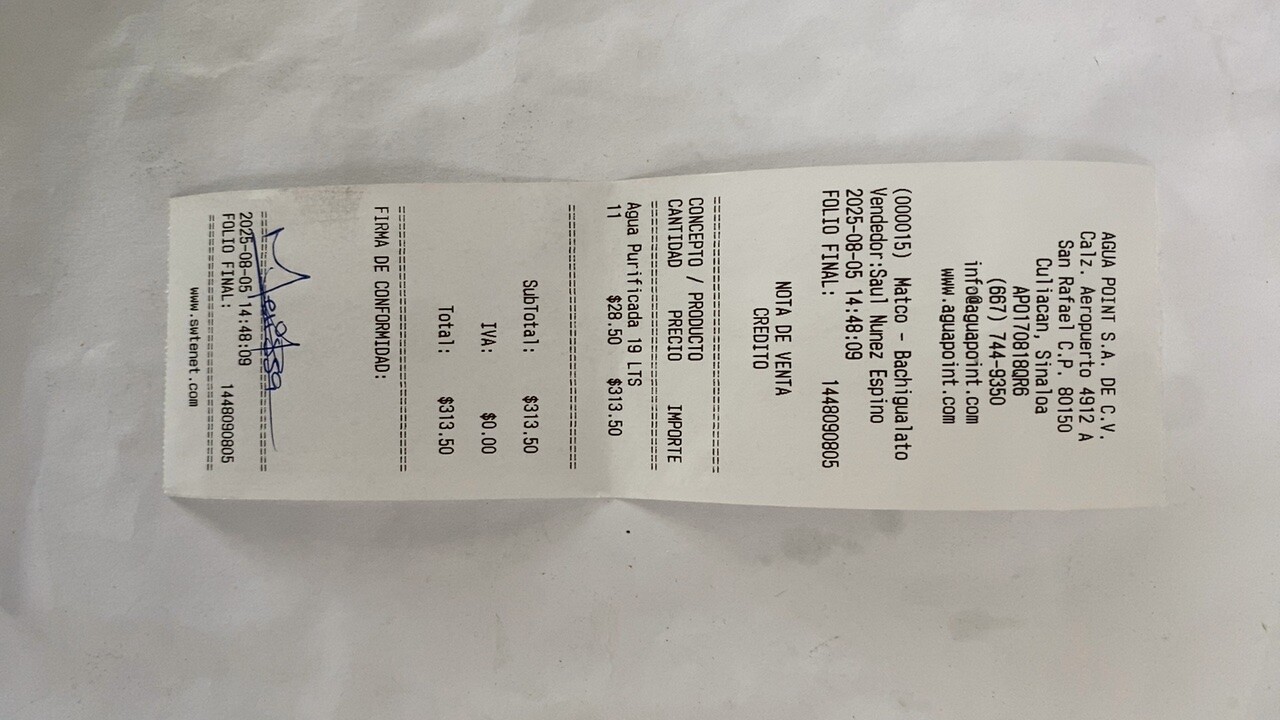 AGUA POINT S.A. DE C.V.
Calz. Aeropuerto 4912 A
San Rafael C.P. 80150
Culiacan, Sinaloa
APO170818QR6
(667) 744-9350
info@aguapoint.com
www.aguapoint.com
NOTA DE VENTA
CREDITO
FOLIO FINAL: 1448090805
2025-08-05 14:48:09
Vendedor:Saul Nunez Espino
(000015) Matco - Bachigualato
==============================
CONCEPTO / PRODUCTO
CANTIDAD PRECIO IMPORTE
==============================
Agua Purificada 19 LTS
11 $28.50 $313.50
==============================
SubTotal: $313.50
IVA: $0.00
Total: $313.50
==============================
FIRMA DE CONFORMIDAD:
==============================
2025-08-05 14:48:09
FOLIO FINAL: 1448090805
==============================
www.swtenet.com